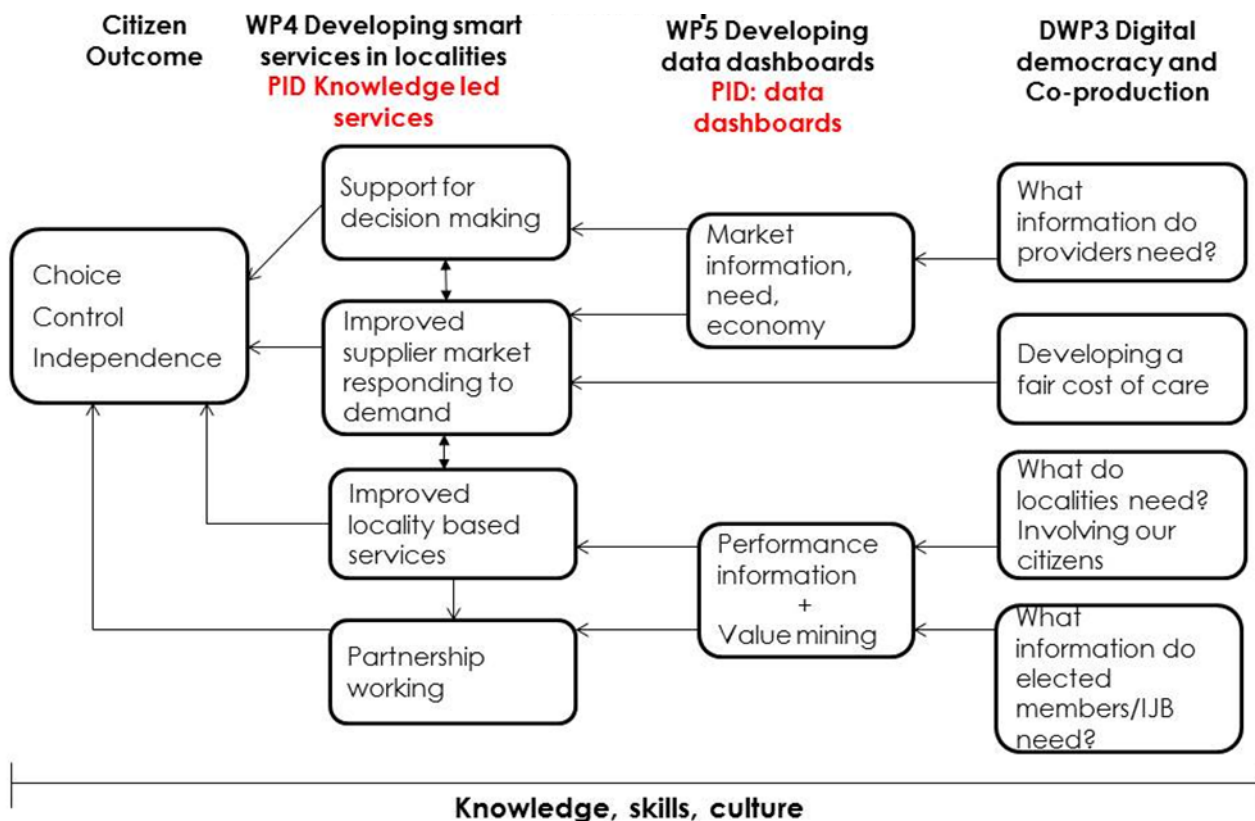 Citizen
Outcome
WP4 Developing smart
services in localities
PID Knowledge led
services
WP5 Developing
data dashboards
PID: data
dashboards
DWP3 Digital
democracy and
Co-production
Choice
Control
Independence
Support for
decision making
Improved
supplier market
responding to
demand
Improved
locality based
services
Partnership
working
Market
information,
need,
economy
Performance
information
+
Value mining
What
information do
providers need?
Developing a
fair cost of care
What do
localities need?
Involving our
citizens
What
information do
elected
members/IJB
need?
Knowledge, skills, culture